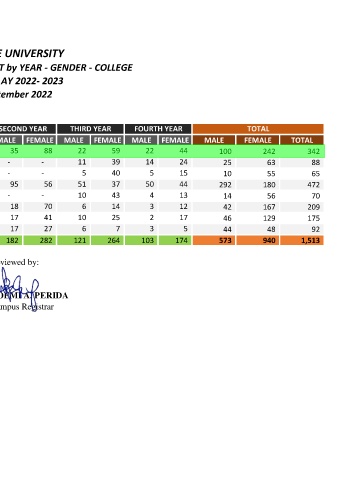 E UNIVERSITY
T by YEAR - GENDER - COLLEGE
AY 2022- 2023
cember 2022
SECOND YEAR THIRD YEAR FOURTH YEAR TOTAL
MALE FEMALE MALE FEMALE MALE FEMALE MALE FEMALE TOTAL
35 88 22 59 22 44 100 242 342
- - 11 39 14 24 25 63 88
- - 5 40 5 15 10 55 65
95 56 51 37 50 44 292 180 472
- - 10 43 4 13 14 56 70
18 70 6 14 3 12 42 167 209
17 41 10 25 2 17 46 129 175
17 27 6 7 3 5 44 48 92
182 282 121 264 103 174 573 940 1,513
viewed by:
PERIDA
mpus Registrar